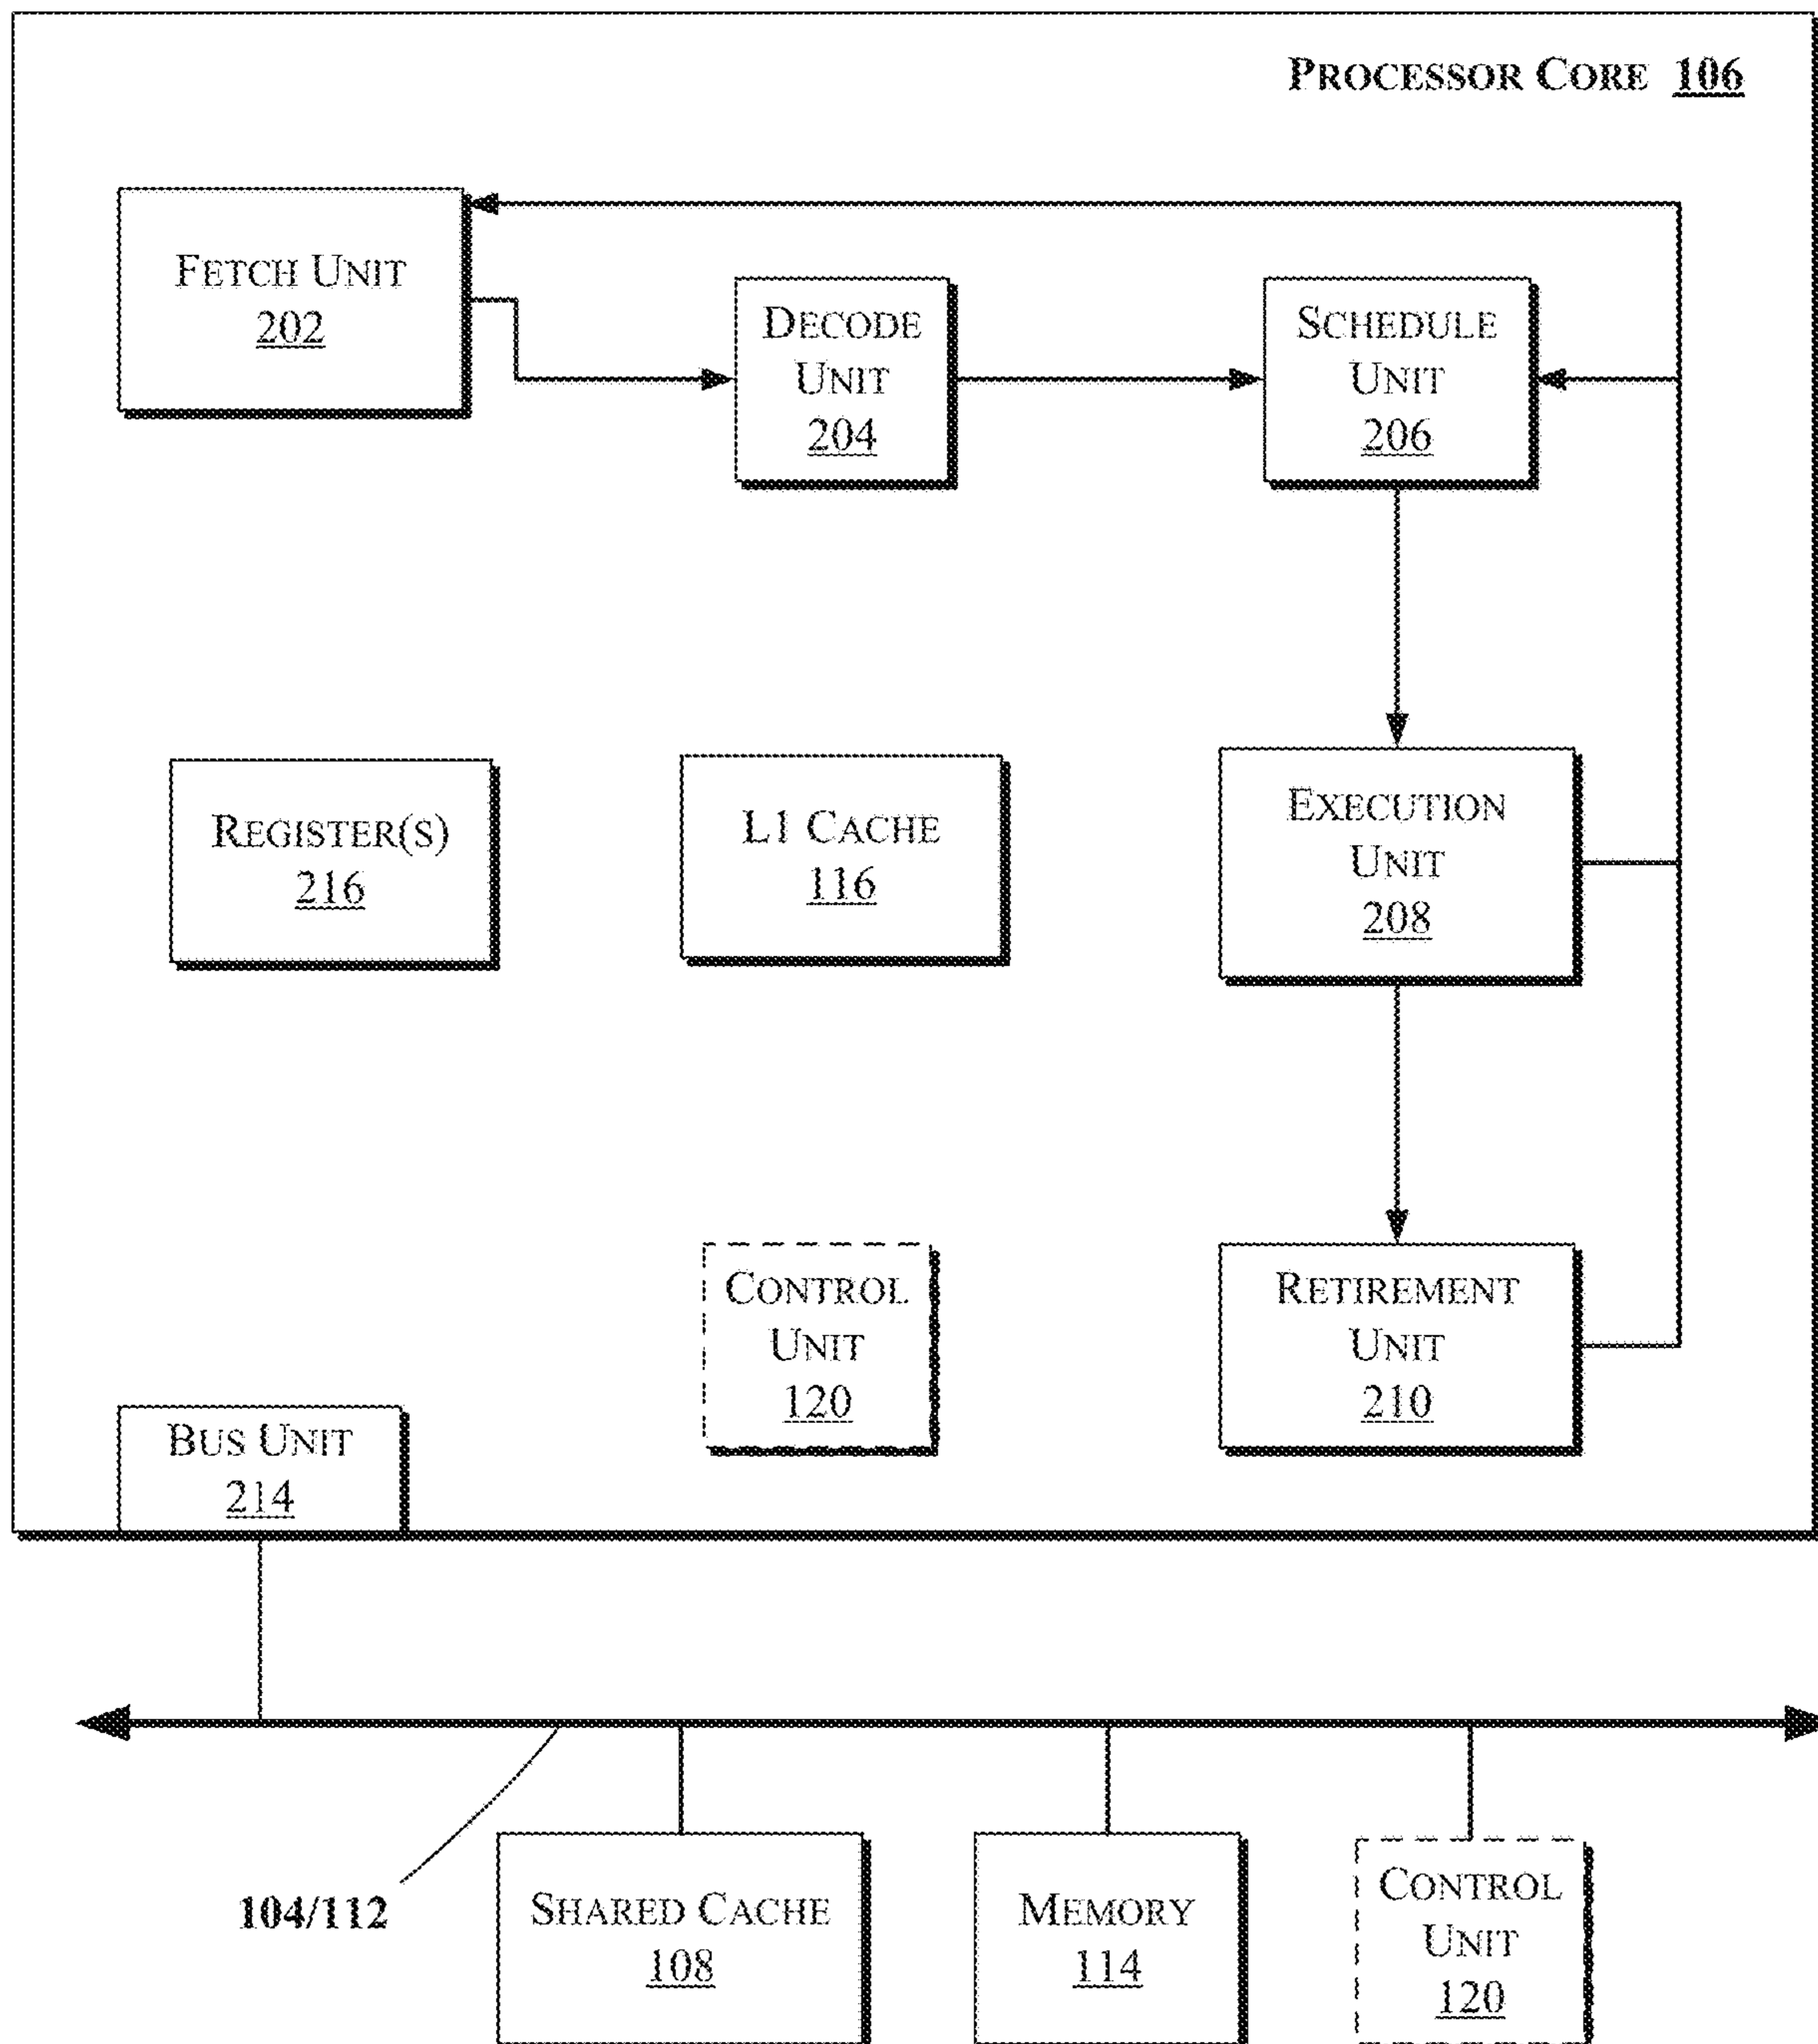 PROCESSOR CORE 106
FETCH UNIT
202
DECODE
UNIT
204
SCHEDULE
UNIT
206
REGISTER(S)
216
L1 CACHE
116
EXECUTION
UNIT
208
CONTROL
UNIT
120
RETIREMENT
UNIT
210
BUS UNIT
214
104/112
SHARED CACHE
108
MEMORY
114
CONTROL
UNIT
120